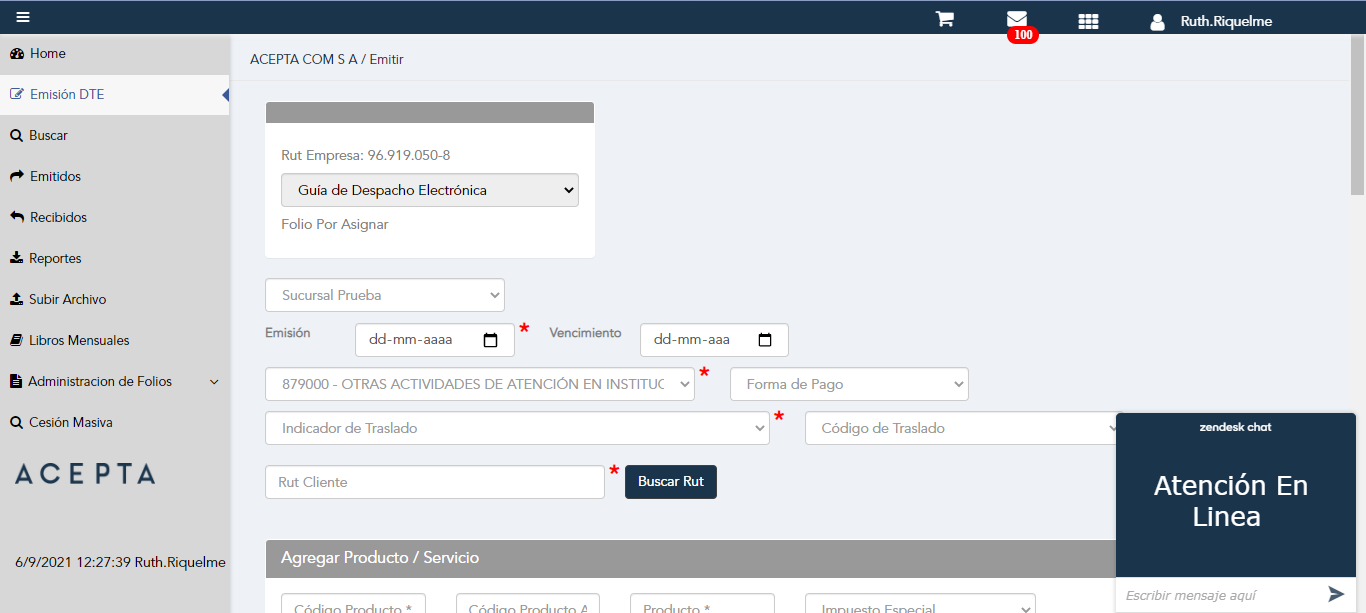 100
Ruth.Riquelme
Home
Emisión DTE
Buscar
Emitidos
Recibidos
Reportes
Subir Archivo
Libros Mensuales
Administracion de Folios
Cesión Masiva
ACEPTA
6/9/2021 12:27:39 Ruth.Riquelme
ACEPTA COM S A / Emitir
Rut Empresa: 96.919.050-8
Guía de Despacho Electrónica
Folio Por Asignar
Sucursal Prueba
Emisión dd-mm-aaaa * Vencimiento dd-mm-aaa
879000 - OTRAS ACTIVIDADES DE ATENCIÓN EN INSTITUC * Forma de Pago
Indicador de Traslado * Código de Traslado
Rut Cliente * Buscar Rut
Agregar Producto / Servicio
Código Producto * Código Producto A Producto * Impuesto Especial
zendesk chat
Atención En
Linea
Escribir mensaje aquí